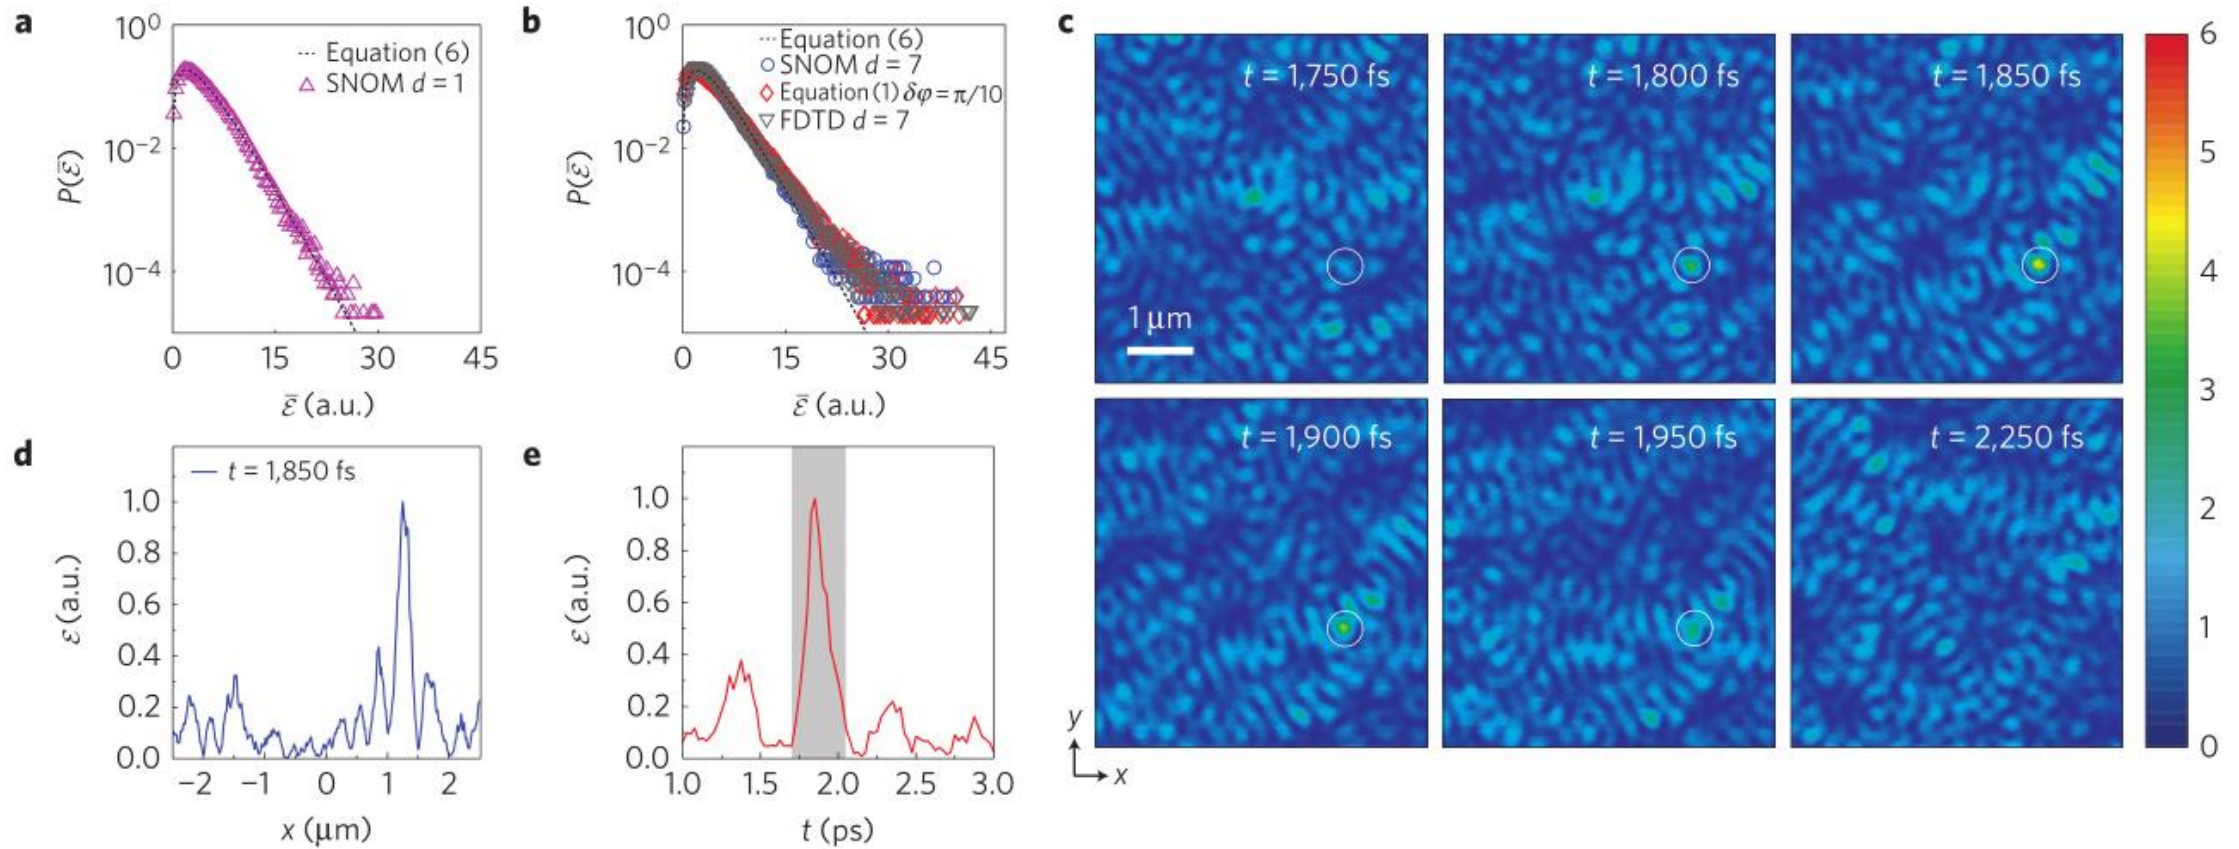 a
10⁰
10⁻²
10⁻⁴
P(ℰ̅)
Equation (6)
SNOM d = 1
0 15 30 45
ℰ̅ (a.u.)
b
10⁰
10⁻²
10⁻⁴
P(ℰ̅)
Equation (6)
SNOM d = 7
Equation (1) δφ = π/10
FDTD d = 7
0 15 30 45
ℰ̅ (a.u.)
c
t = 1,750 fs
t = 1,800 fs
t = 1,850 fs
1 μm
t = 1,900 fs
t = 1,950 fs
t = 2,250 fs
y
x
6
5
4
3
2
1
0
d
t = 1,850 fs
1.0
0.8
0.6
0.4
0.2
0.0
ℰ (a.u.)
−2 −1 0 1 2
x (μm)
e
1.0
0.8
0.6
0.4
0.2
0.0
ℰ (a.u.)
1.0 1.5 2.0 2.5 3.0
t (ps)